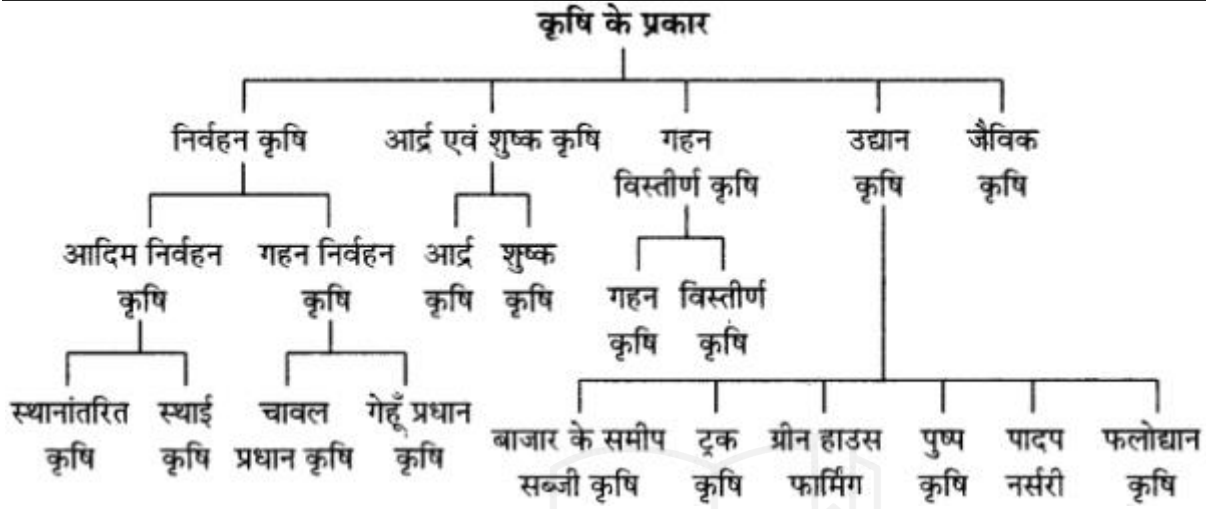 कृषि के प्रकार
निर्वहन कृषि
आर्द्र एवं शुष्क कृषि
गहन
विस्तीर्ण कृषि
उद्यान
कृषि
जैविक
कृषि
आदिम निर्वहन
कृषि
गहन निर्वहन
कृषि
आर्द्र
कृषि
शुष्क
कृषि
गहन
कृषि
विस्तीर्ण
कृषि
स्थानांतरित
कृषि
स्थाई
कृषि
चावल
प्रधान कृषि
गेहूँ प्रधान
कृषि
बाजार के समीप
सब्जी कृषि
ट्रक
कृषि
ग्रीन हाउस
फार्मिंग
पुष्प
कृषि
पादप
नर्सरी
फलोद्यान
कृषि